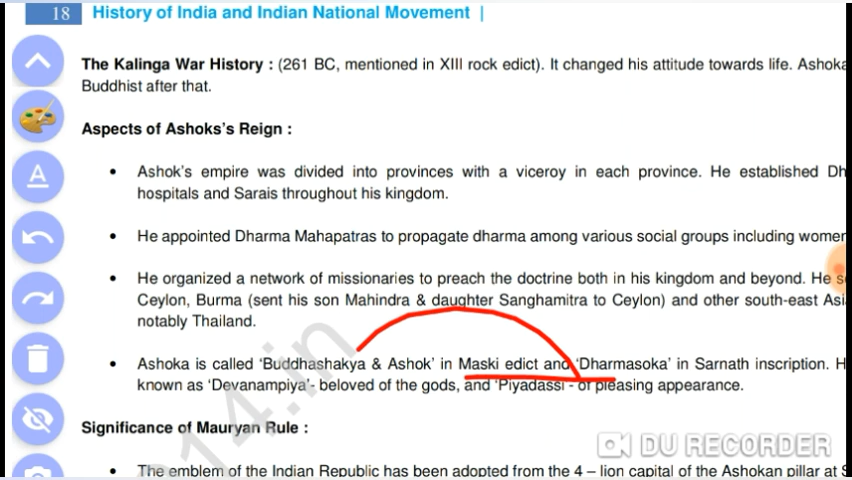 18 History of India and Indian National Movement |
The Kalinga War History : (261 BC, mentioned in XIII rock edict). It changed his attitude towards life. Ashoka
Buddhist after that.
Aspects of Ashoks's Reign :
• Ashok's empire was divided into provinces with a viceroy in each province. He established Dh
hospitals and Sarais throughout his kingdom.
• He appointed Dharma Mahapatras to propagate dharma among various social groups including women
• He organized a network of missionaries to preach the doctrine both in his kingdom and beyond. He s
Ceylon, Burma (sent his son Mahindra & daughter Sanghamitra to Ceylon) and other south-east Asi
notably Thailand.
• Ashoka is called 'Buddhashakya & Ashok' in Maski edict and 'Dharmasoka' in Sarnath inscription. H
known as 'Devanampiya'- beloved of the gods, and 'Piyadassi - of pleasing appearance.
Significance of Mauryan Rule :
• The emblem of the Indian Republic has been adopted from the 4 – lion capital of the Ashokan pillar at S
014.in
A
DU RECORDER